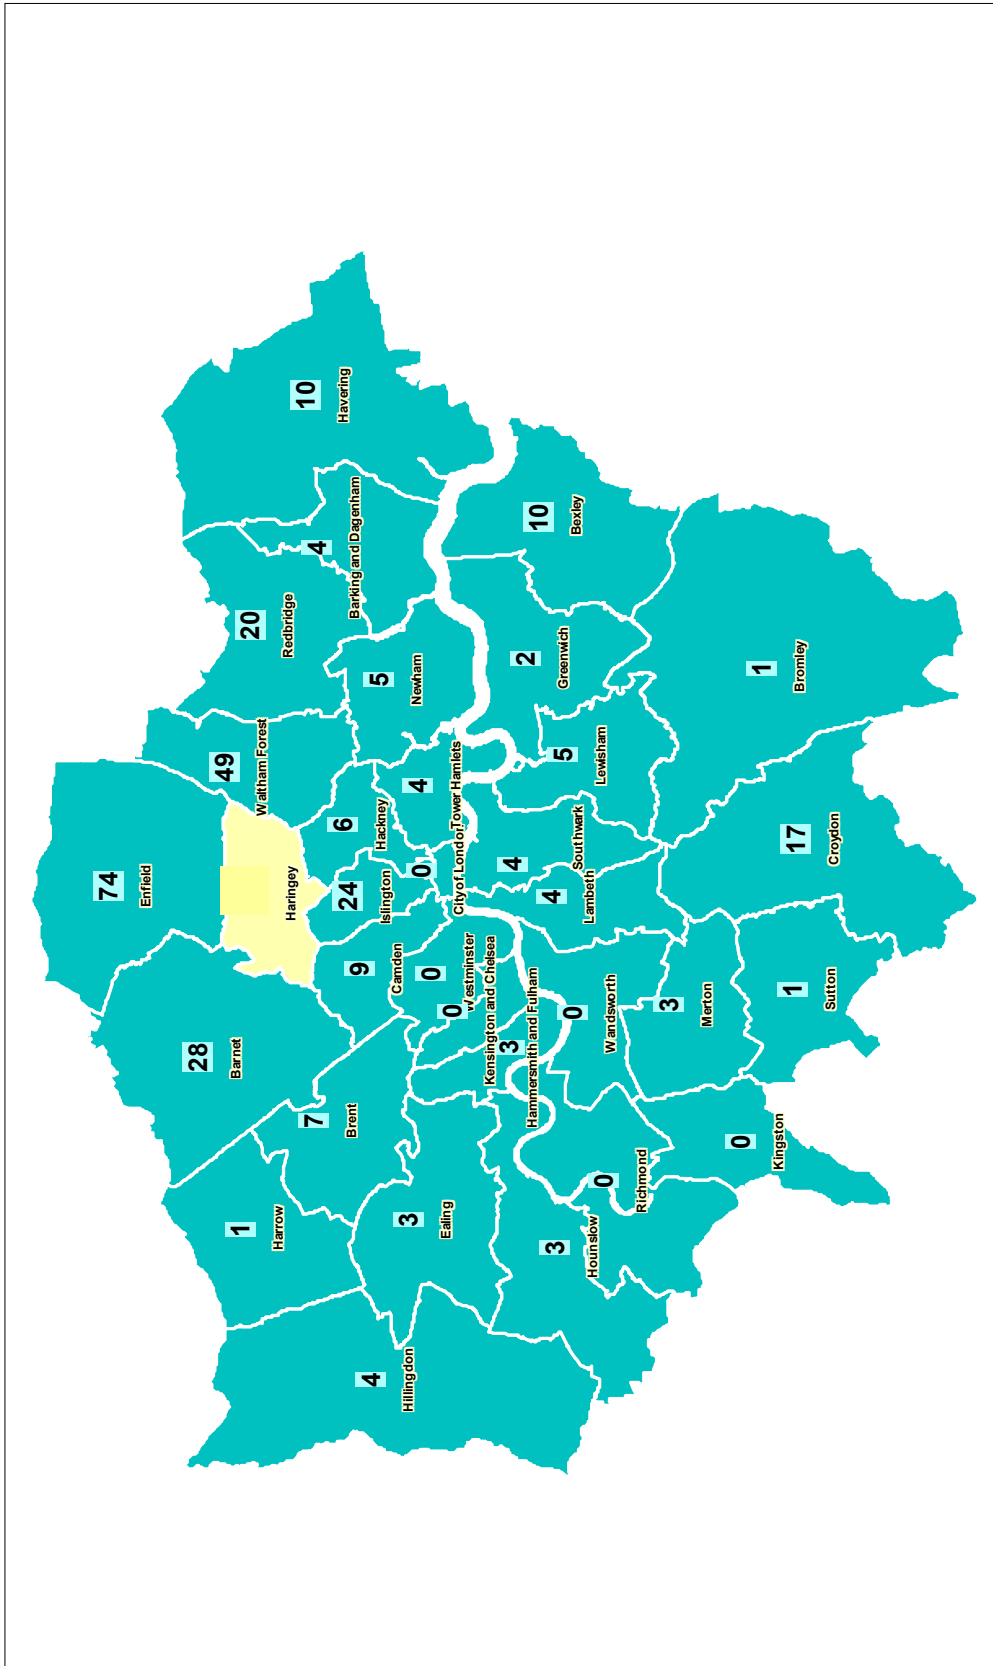 74
Enfield
49
Waltham Forest
20
Redbridge
10
Havering
4
Barking and Dagenham
28
Barnet
Haringey
6
Hackney
5
Newham
1
Harrow
7
Brent
9
Camden
24
Islington
0
City of London
4
Tower Hamlets
4
Hillingdon
3
Ealing
0
Westminster
0
Kensington and Chelsea
3
Hammersmith and Fulham
3
Hounslow
0
Richmond
0
Wandsworth
4
Lambeth
4
Southwark
5
Lewisham
2
Greenwich
10
Bexley
0
Kingston
3
Merton
1
Sutton
17
Croydon
1
Bromley